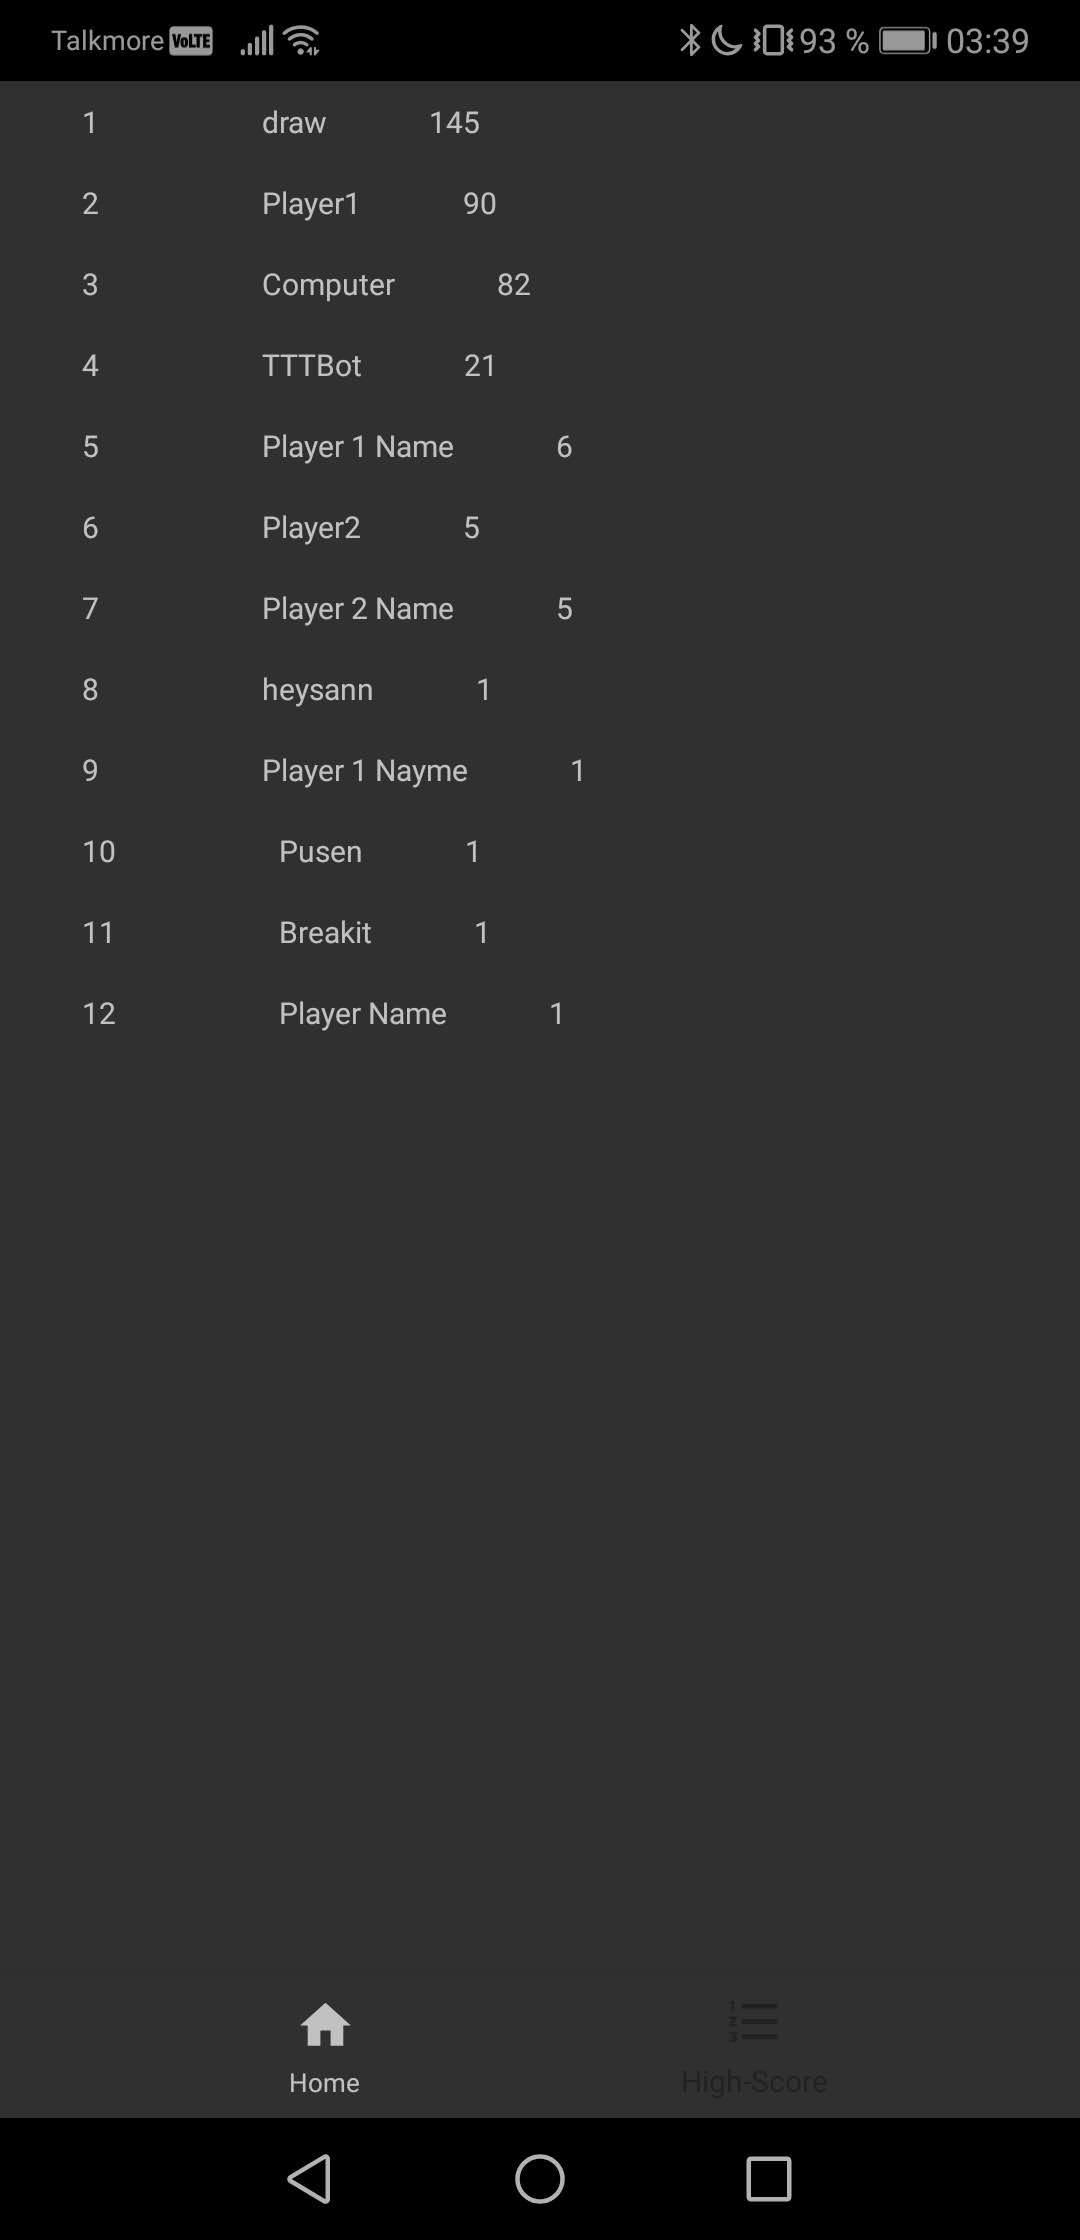 Talkmore VoLTE 93 % 03:39
1 draw 145
2 Player1 90
3 Computer 82
4 TTTBot 21
5 Player 1 Name 6
6 Player2 5
7 Player 2 Name 5
8 heysann 1
9 Player 1 Nayme 1
10 Pusen 1
11 Breakit 1
12 Player Name 1
Home High-Score